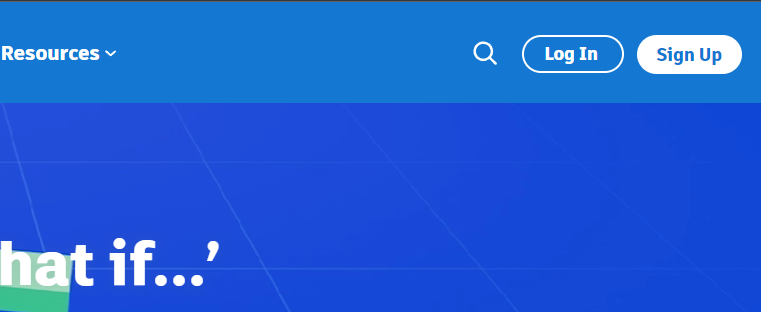 Resources
Log In
Sign Up
hat if...’